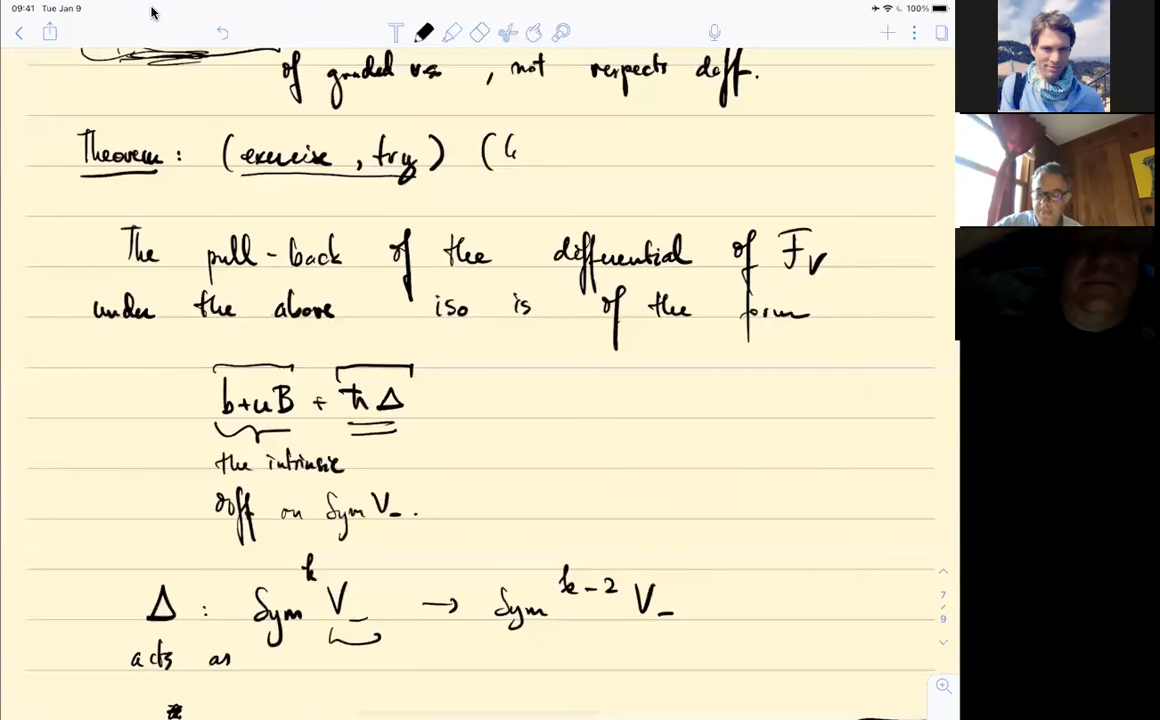 09:41 Tue Jan 9
100%
of graded vs , not respects diff.
Theorem : (exercise , try) (
The pull-back of the differential of F_V
under the above iso is of the form
b+uB + ħ Δ
the intrinsic
diff on Sym V_- .
Δ : Sym^k V_- → Sym^{k-2} V_-
acts as
7
/
9